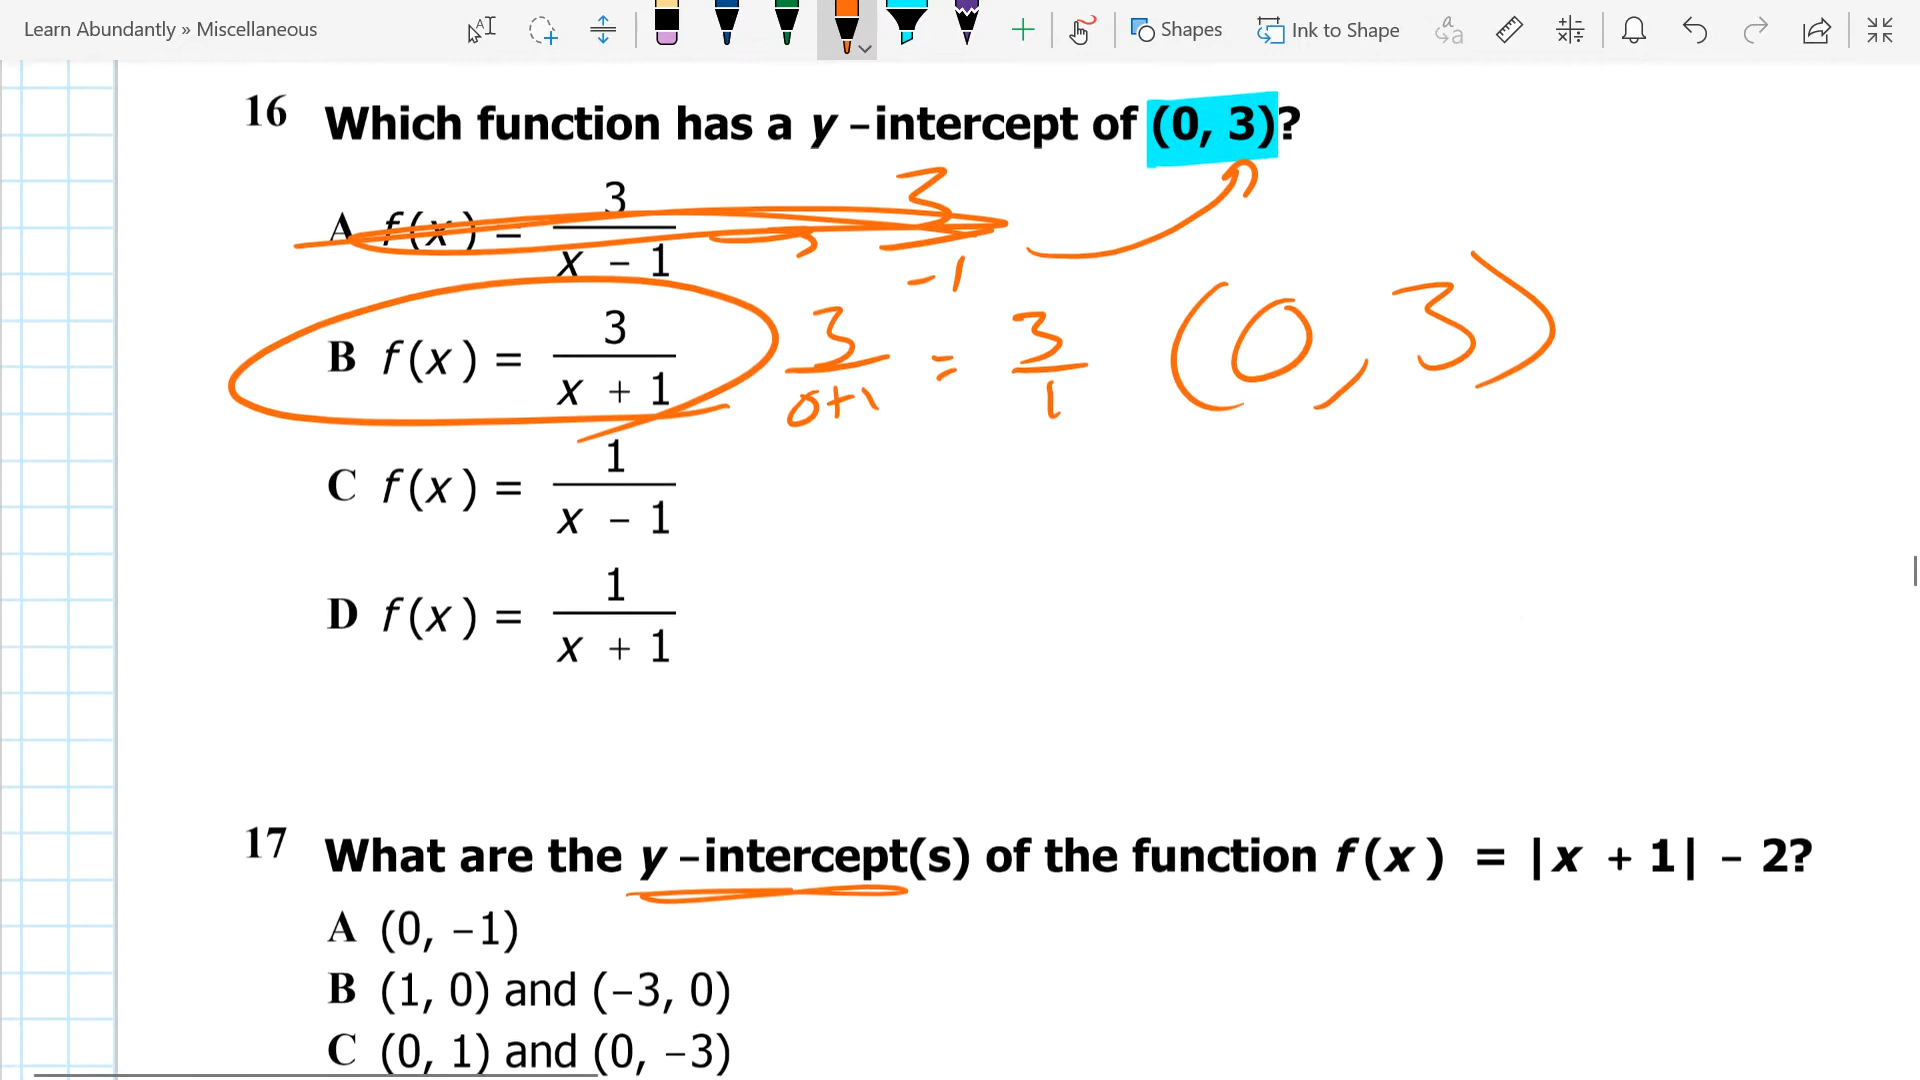 Learn Abundantly » Miscellaneous Shapes Ink to Shape
16 Which function has a y –intercept of (0, 3)?
A f(x) = 3 / x – 1
3 / –1
B f(x) = 3 / x + 1
3 / 0+1 = 3 / 1 (0, 3)
C f(x) = 1 / x – 1
D f(x) = 1 / x + 1
17 What are the y –intercept(s) of the function f(x) = |x + 1| – 2?
A (0, –1)
B (1, 0) and (–3, 0)
C (0, 1) and (0, –3)